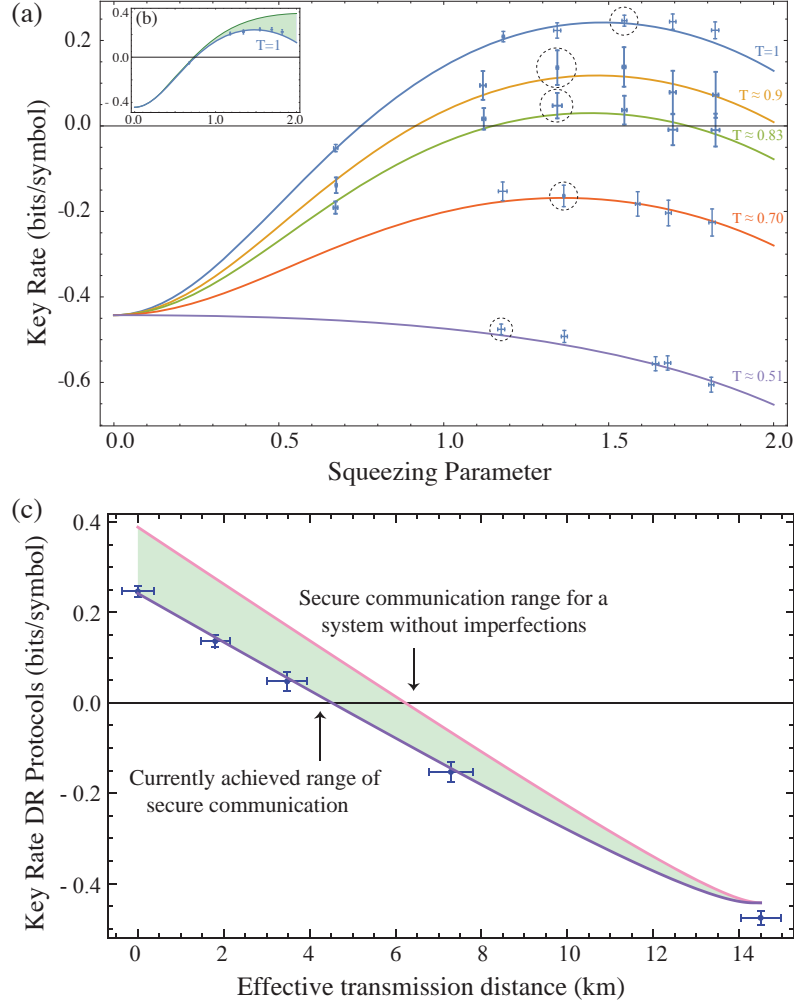 (a)
Key Rate (bits/symbol)
0.2
0.0
-0.2
-0.4
-0.6
(b)
0.4
0.0
- 0.4
0.0
1.0
2.0
T=1
T=1
T ≈ 0.9
T ≈ 0.83
T ≈ 0.70
T ≈ 0.51
0.0
0.5
1.0
1.5
2.0
Squeezing Parameter
(c)
Key Rate DR Protocols (bits/symbol)
0.4
0.2
0.0
- 0.2
- 0.4
Secure communication range for a
system without imperfections
Currently achieved range of
secure communication
0
2
4
6
8
10
12
14
Effective transmission distance (km)